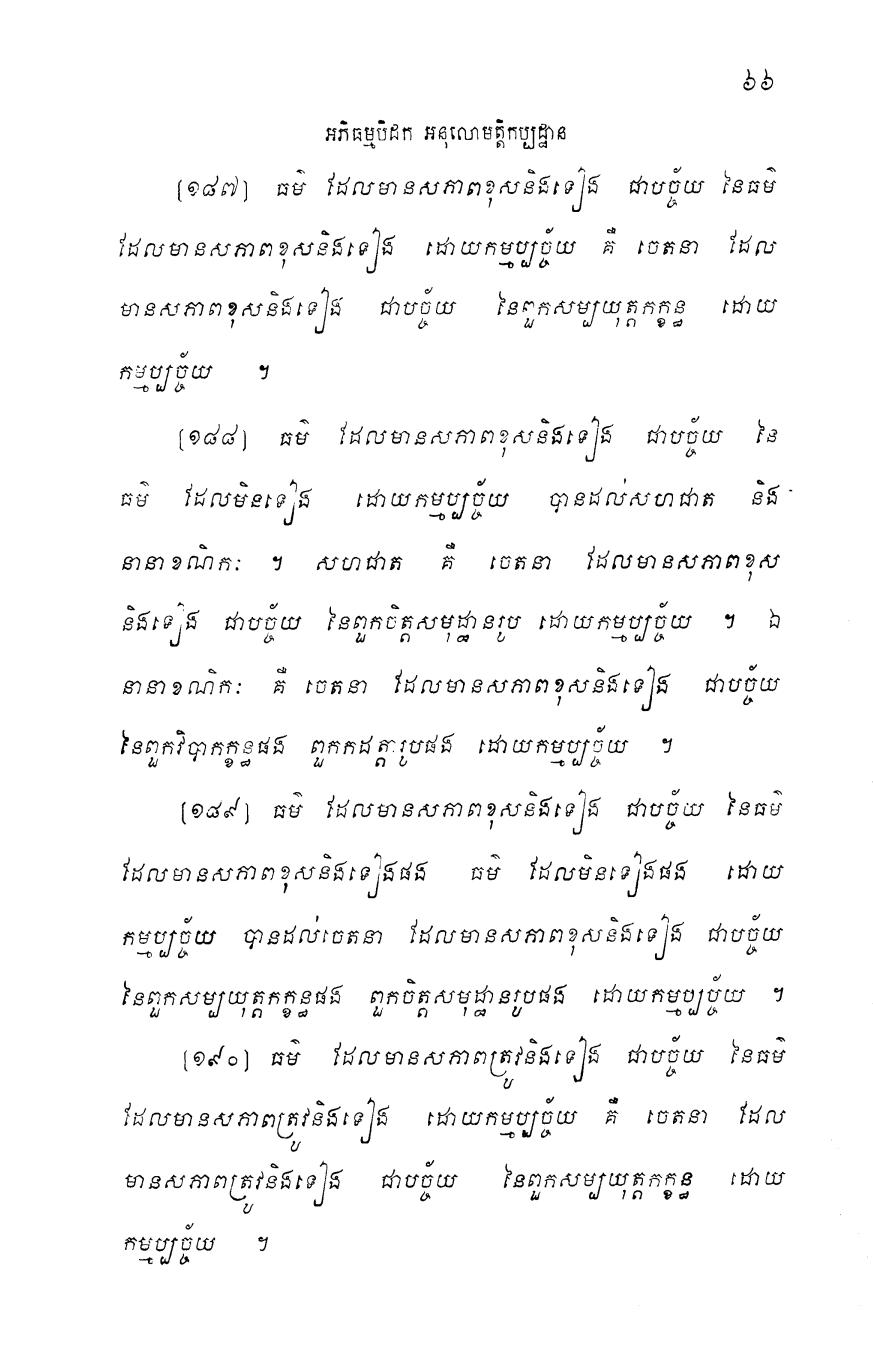 ៦៦
អភិធម្មបិដក អនុលោមត្តិកប្បដ្ឋាន
[១៨៧] ធម៌ ដែលមានសភាពខុសនិងទៀង ជាបច្ច័យ នៃធម៌
ដែលមានសភាពខុសនិងទៀង ដោយកម្មប្បច្ច័យ គឺ ចេតនា ដែល
មានសភាពខុសនិងទៀង ជាបច្ច័យ នៃពួកសម្បយុត្តកក្ខន្ធ ដោយ
កម្មប្បច្ច័យ ។
[១៨៨] ធម៌ ដែលមានសភាពខុសនិងទៀង ជាបច្ច័យ នៃ
ធម៌ ដែលមិនទៀង ដោយកម្មប្បច្ច័យ បានដល់សហជាត និង
នានាខណិកៈ ។ សហជាត គឺ ចេតនា ដែលមានសភាពខុស
និងទៀង ជាបច្ច័យ នៃពួកចិត្តសមុដ្ឋានរូប ដោយកម្មប្បច្ច័យ ។ ឯ
នានាខណិកៈ គឺ ចេតនា ដែលមានសភាពខុសនិងទៀង ជាបច្ច័យ
នៃពួកវិបាកក្ខន្ធផង ពួកកដត្តារូបផង ដោយកម្មប្បច្ច័យ ។
[១៨៩] ធម៌ ដែលមានសភាពខុសនិងទៀង ជាបច្ច័យ នៃធម៌
ដែលមានសភាពខុសនិងទៀងផង ធម៌ ដែលមិនទៀងផង ដោយ
កម្មប្បច្ច័យ បានដល់ចេតនា ដែលមានសភាពខុសនិងទៀង ជាបច្ច័យ
នៃពួកសម្បយុត្តកក្ខន្ធផង ពួកចិត្តសមុដ្ឋានរូបផង ដោយកម្មប្បច្ច័យ ។
[១៩០] ធម៌ ដែលមានសភាពត្រូវនិងទៀង ជាបច្ច័យ នៃធម៌
ដែលមានសភាពត្រូវនិងទៀង ដោយកម្មប្បច្ច័យ គឺ ចេតនា ដែល
មានសភាពត្រូវនិងទៀង ជាបច្ច័យ នៃពួកសម្បយុត្តកក្ខន្ធ ដោយ
កម្មប្បច្ច័យ ។